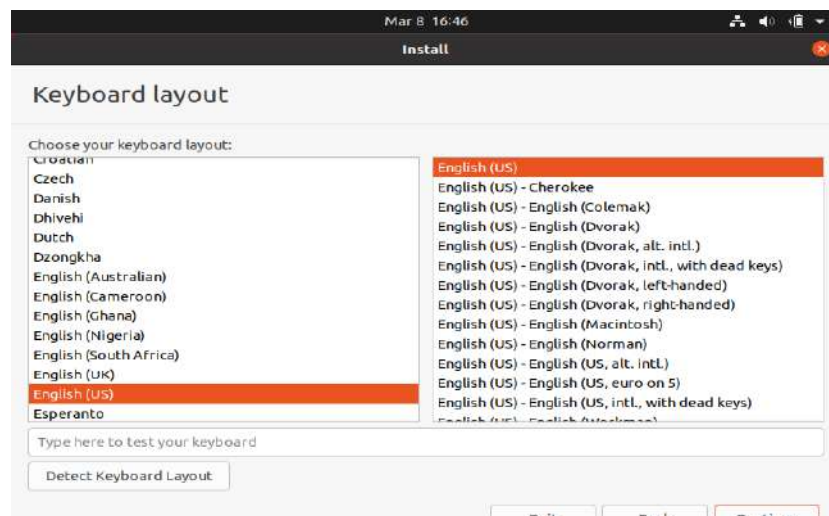 Mar 8 16:46
Install
Keyboard layout
Choose your keyboard layout:
Croatian
Czech
Danish
Dhivehi
Dutch
Dzongkha
English (Australian)
English (Cameroon)
English (Ghana)
English (Nigeria)
English (South Africa)
English (UK)
English (US)
Esperanto
English (US)
English (US) - Cherokee
English (US) - English (Colemak)
English (US) - English (Dvorak)
English (US) - English (Dvorak, alt. intl.)
English (US) - English (Dvorak, intl., with dead keys)
English (US) - English (Dvorak, left-handed)
English (US) - English (Dvorak, right-handed)
English (US) - English (Macintosh)
English (US) - English (Norman)
English (US) - English (US, alt. intl.)
English (US) - English (US, euro on 5)
English (US) - English (US, intl., with dead keys)
English (US) - English (Workman)
Type here to test your keyboard
Detect Keyboard Layout